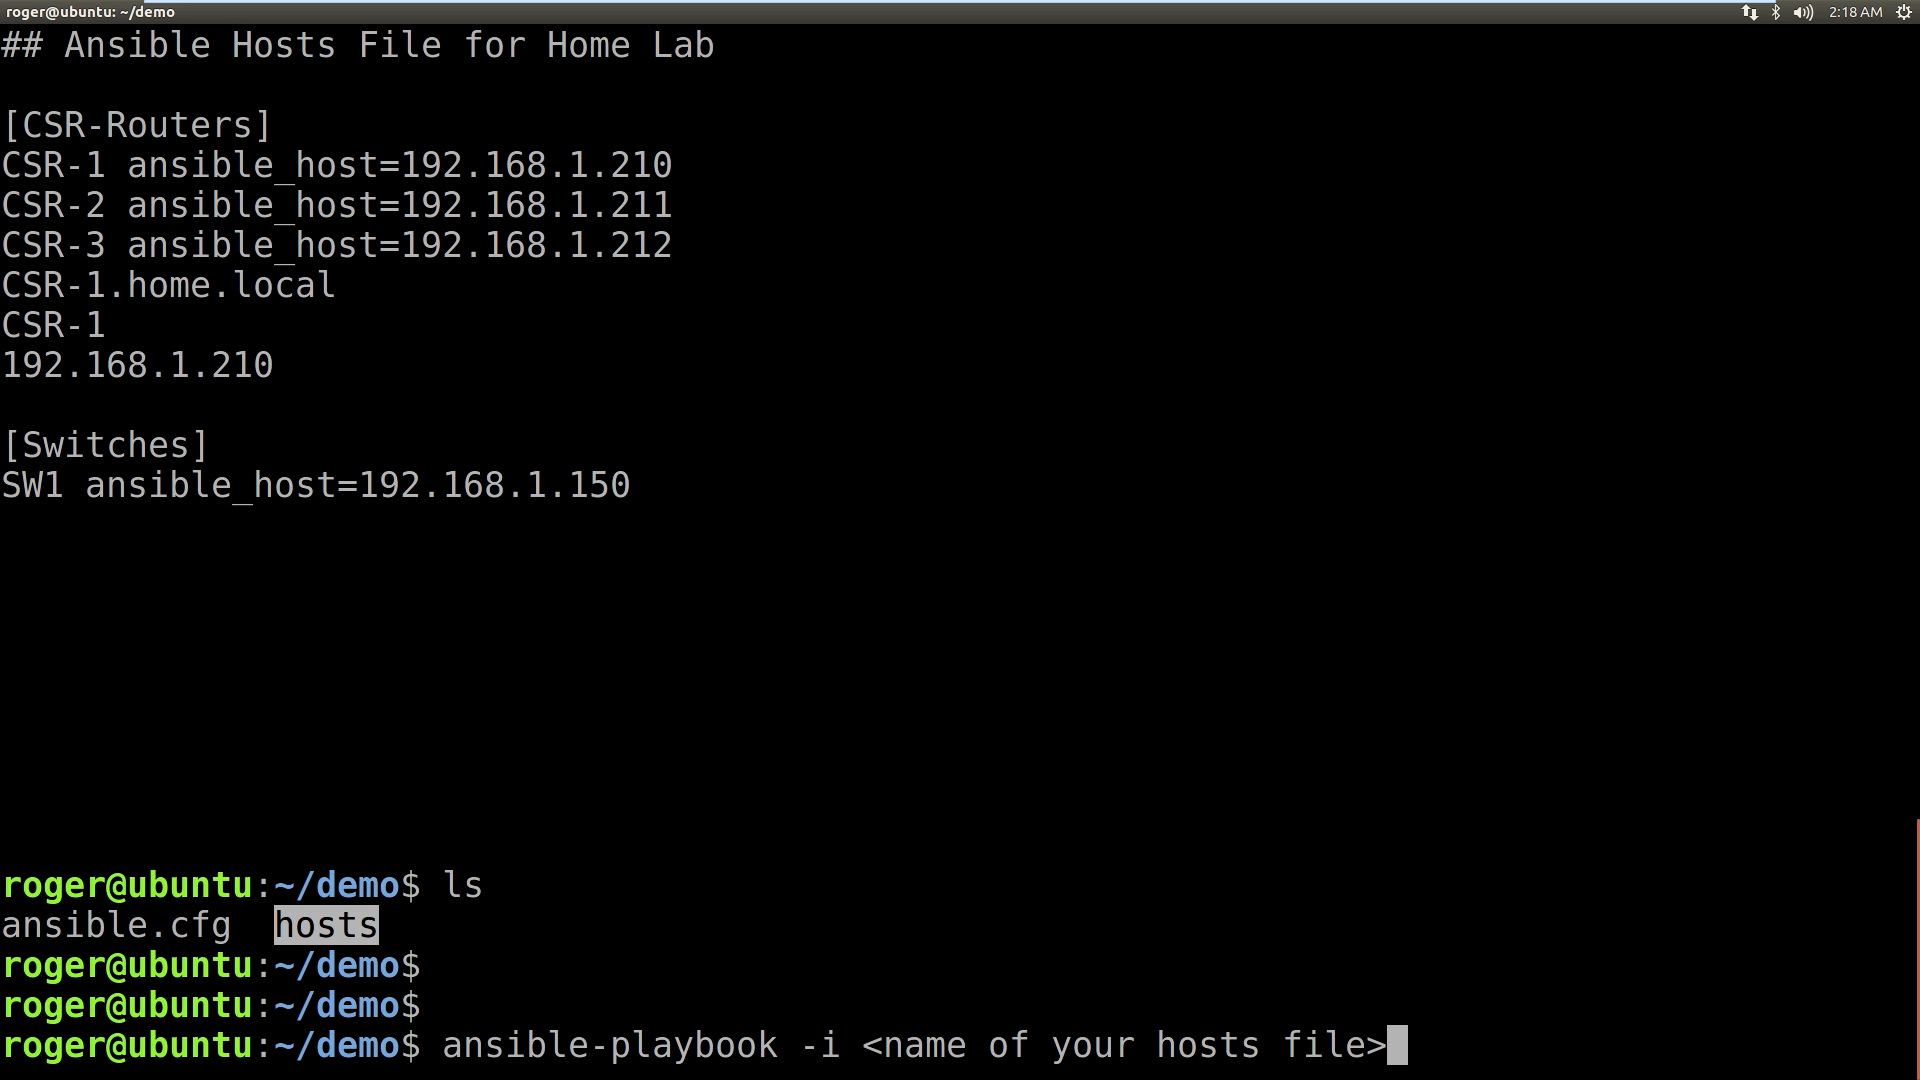 roger@ubuntu: ~/demo 2:18 AM
## Ansible Hosts File for Home Lab
[CSR-Routers]
CSR-1 ansible_host=192.168.1.210
CSR-2 ansible_host=192.168.1.211
CSR-3 ansible_host=192.168.1.212
CSR-1.home.local
CSR-1
192.168.1.210
[Switches]
SW1 ansible_host=192.168.1.150
roger@ubuntu:~/demo$ ls
ansible.cfg  hosts
roger@ubuntu:~/demo$
roger@ubuntu:~/demo$
roger@ubuntu:~/demo$ ansible-playbook -i <name of your hosts file>